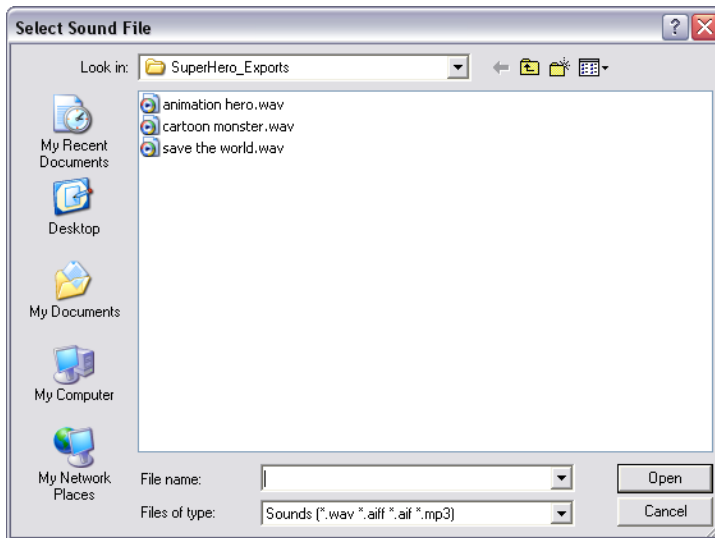 Select Sound File
Look in: SuperHero_Exports
animation hero.wav
cartoon monster.wav
save the world.wav
My Recent
Documents
Desktop
My Documents
My Computer
My Network
Places
File name: Open
Files of type: Sounds (*.wav *.aiff *.aif *.mp3) Cancel